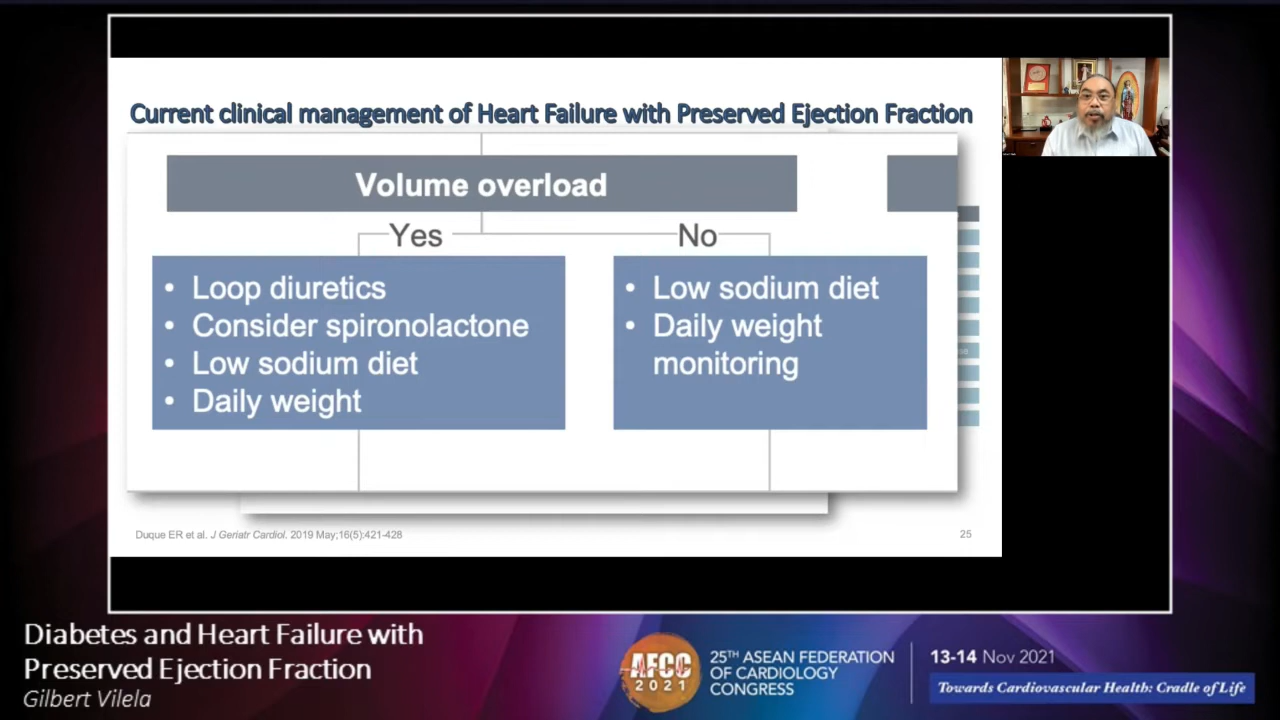 Current clinical management of Heart Failure with Preserved Ejection Fraction
Volume overload
Yes
No
• Loop diuretics
• Consider spironolactone
• Low sodium diet
• Daily weight
• Low sodium diet
• Daily weight
monitoring
Duque ER et al. J Geriatr Cardiol. 2019 May;16(5):421-428
25
Diabetes and Heart Failure with
Preserved Ejection Fraction
Gilbert Vilela
AFCC
2021
25TH ASEAN FEDERATION
OF CARDIOLOGY
CONGRESS
13-14 Nov 2021
Towards Cardiovascular Health: Cradle of Life